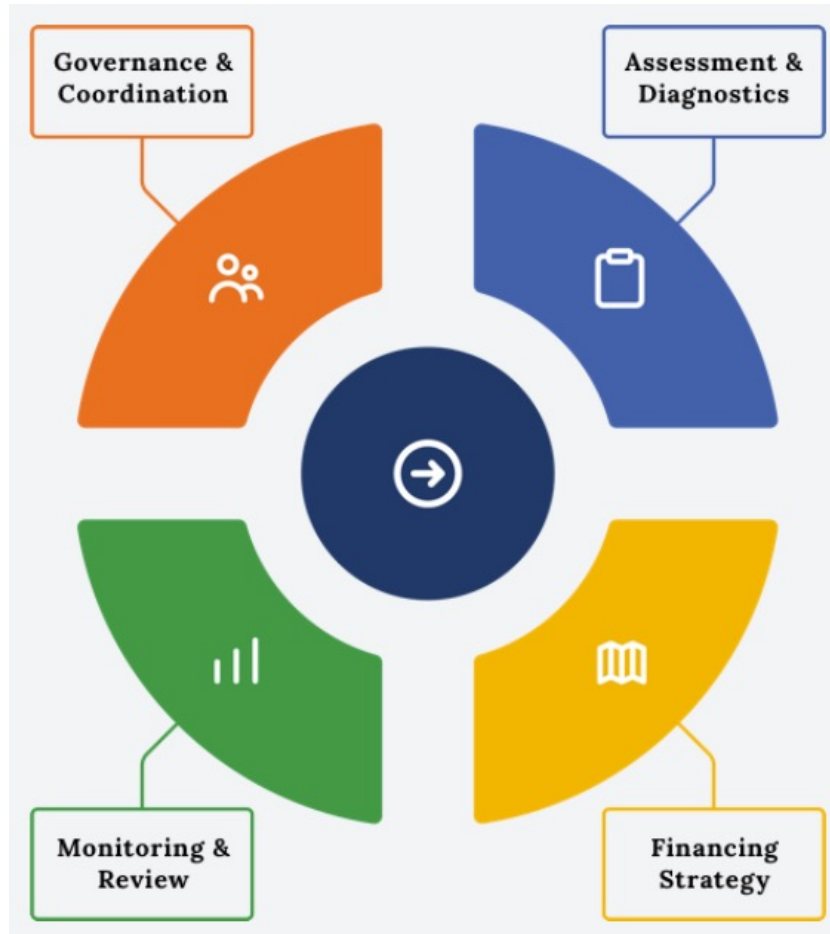 Governance &
Coordination
Assessment &
Diagnostics
Monitoring &
Review
Financing
Strategy